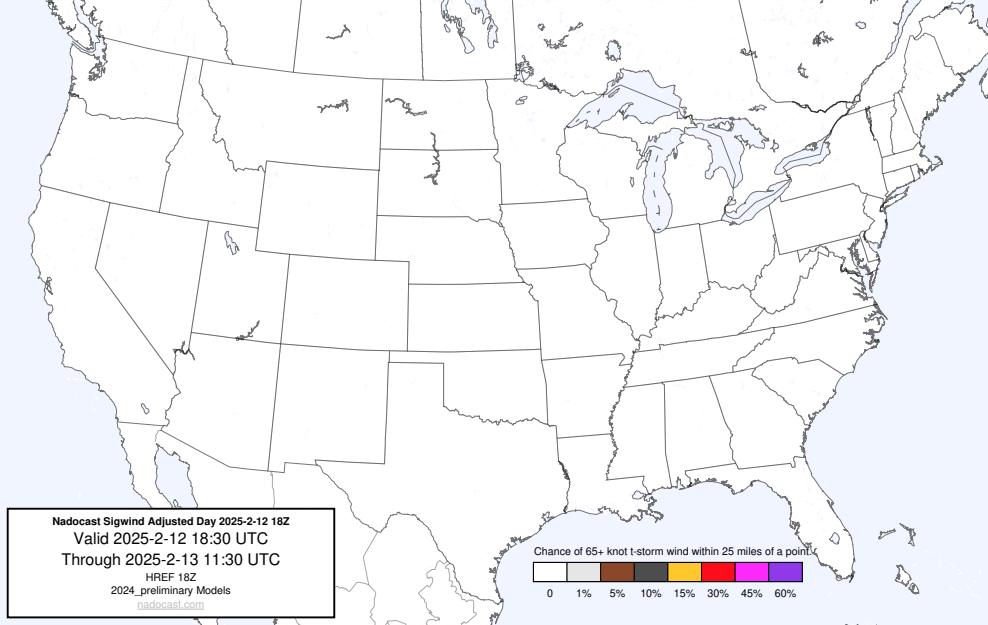 Nadocast Sigwind Adjusted Day 2025-2-12 18Z
Valid 2025-2-12 18:30 UTC
Through 2025-2-13 11:30 UTC
HREF 18Z
2024_preliminary Models
nadocast.com
Chance of 65+ knot t-storm wind within 25 miles of a point.
0 1% 5% 10% 15% 30% 45% 60%